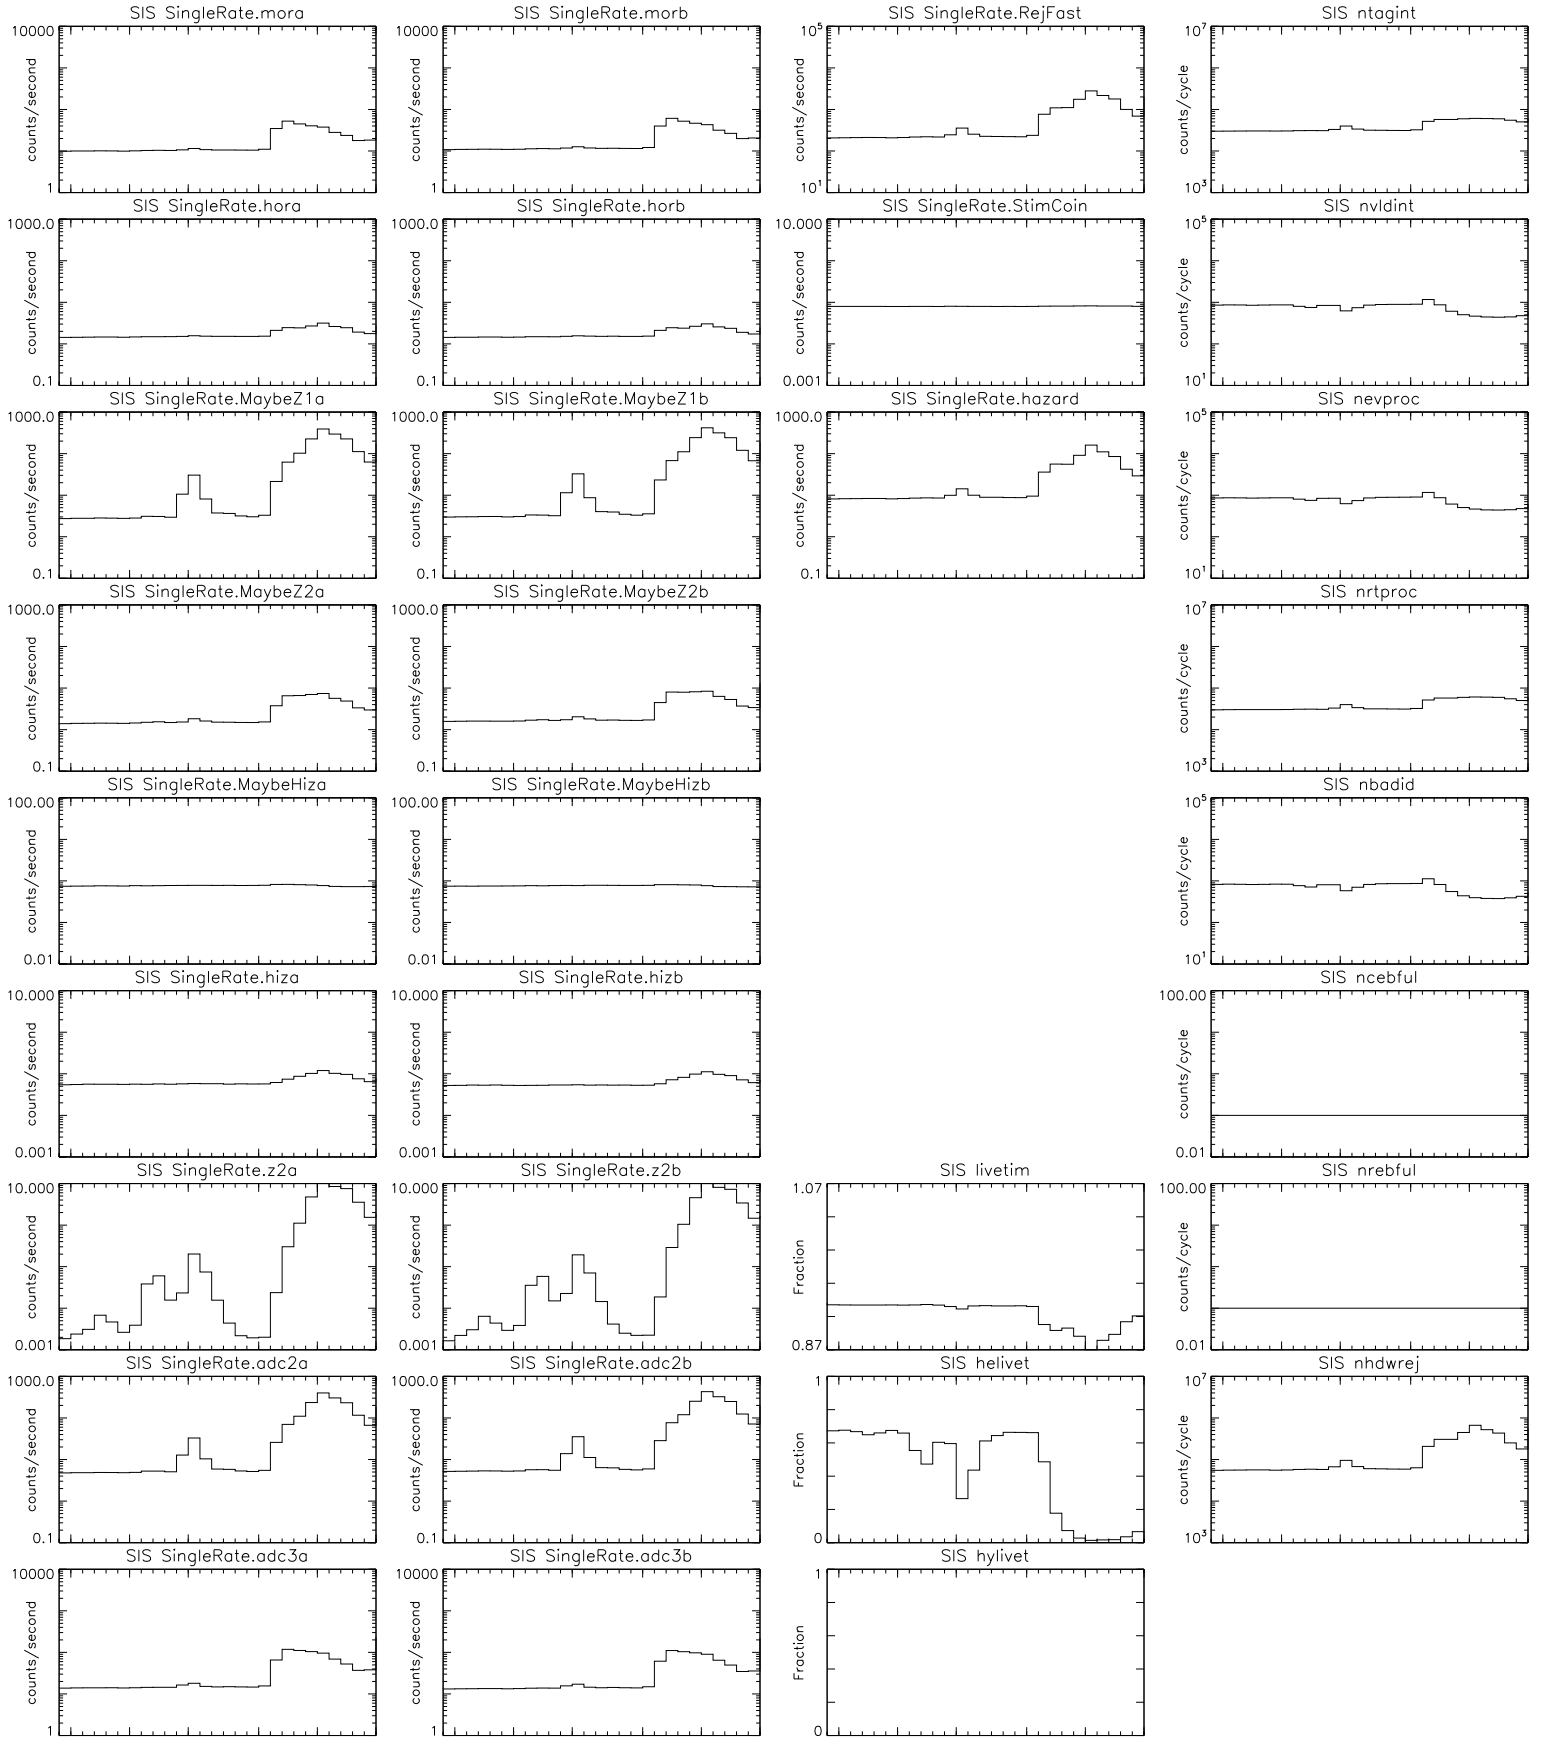 SIS SingleRate.mora
10000
counts/second
1
SIS SingleRate.morb
10000
counts/second
1
SIS SingleRate.RejFast
10^5
counts/second
10^1
SIS ntagint
10^7
counts/cycle
10^3
SIS SingleRate.hora
1000.0
counts/second
0.1
SIS SingleRate.horb
1000.0
counts/second
0.1
SIS SingleRate.StimCoin
10.000
counts/second
0.001
SIS nvldint
10^5
counts/cycle
10^1
SIS SingleRate.MaybeZ1a
1000.0
counts/second
0.1
SIS SingleRate.MaybeZ1b
1000.0
counts/second
0.1
SIS SingleRate.hazard
1000.0
counts/second
0.1
SIS nevproc
10^5
counts/cycle
10^1
SIS SingleRate.MaybeZ2a
1000.0
counts/second
0.1
SIS SingleRate.MaybeZ2b
1000.0
counts/second
0.1
SIS nrtproc
10^7
counts/cycle
10^3
SIS SingleRate.MaybeHiza
100.00
counts/second
0.01
SIS SingleRate.MaybeHizb
100.00
counts/second
0.01
SIS nbadid
10^5
counts/cycle
10^1
SIS SingleRate.hiza
10.000
counts/second
0.001
SIS SingleRate.hizb
10.000
counts/second
0.001
SIS ncebful
100.00
counts/cycle
0.01
SIS SingleRate.z2a
10.000
counts/second
0.001
SIS SingleRate.z2b
10.000
counts/second
0.001
SIS livetim
1.07
Fraction
0.87
SIS nrebful
100.00
counts/cycle
0.01
SIS SingleRate.adc2a
1000.0
counts/second
0.1
SIS SingleRate.adc2b
1000.0
counts/second
0.1
SIS helivet
1
Fraction
0
SIS nhdwrej
10^7
counts/cycle
10^3
SIS SingleRate.adc3a
10000
counts/second
1
SIS SingleRate.adc3b
10000
counts/second
1
SIS hylivet
1
Fraction
0